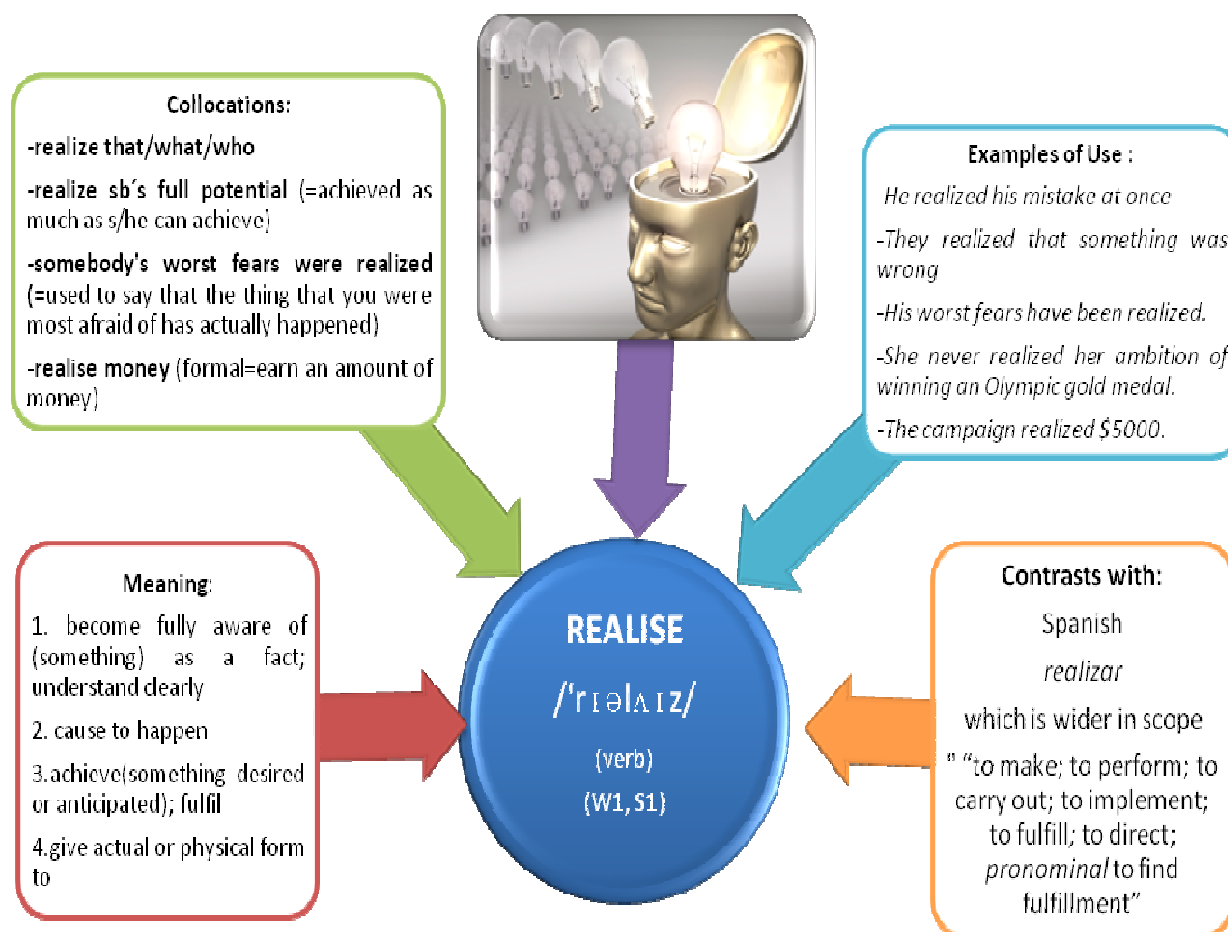 Collocations:
-realize that/what/who
-realize sb´s full potential (=achieved as
much as s/he can achieve)
-somebody's worst fears were realized
(=used to say that the thing that you were
most afraid of has actually happened)
-realise money (formal=earn an amount of
money)
Examples of Use :
He realized his mistake at once
-They realized that something was
wrong
-His worst fears have been realized.
-She never realized her ambition of
winning an Olympic gold medal.
-The campaign realized $5000.
Meaning:
1. become fully aware of
(something) as a fact;
understand clearly
2. cause to happen
3.achieve(something desired
or anticipated); fulfil
4.give actual or physical form
to
REALISE
/'rɪəlʌɪz/
(verb)
(W1, S1)
Contrasts with:
Spanish
realizar
which is wider in scope
" "to make; to perform; to
carry out; to implement;
to fulfill; to direct;
pronominal to find
fulfillment"